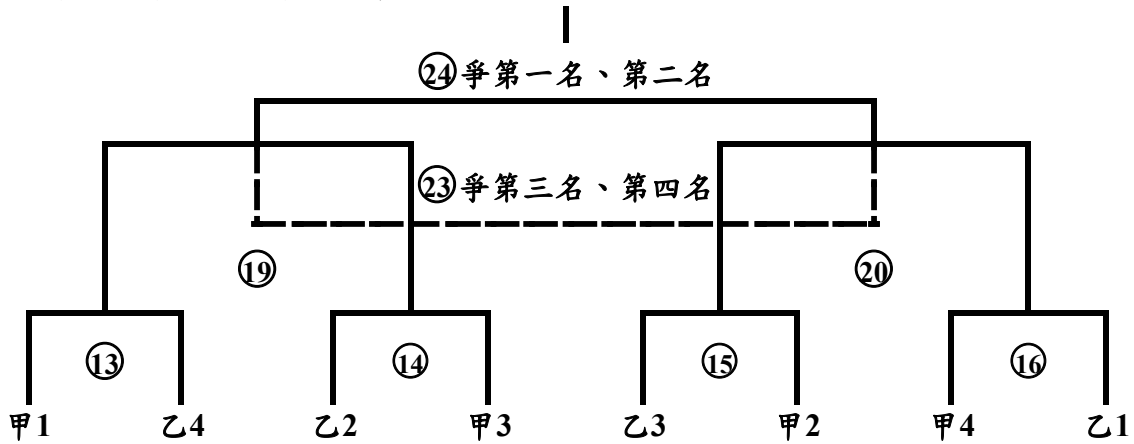 ㉔爭第一名、第二名
㉓爭第三名、第四名
⑲ ⑳
⑬ ⑭ ⑮ ⑯
甲1 乙4 乙2 甲3 乙3 甲2 甲4 乙1